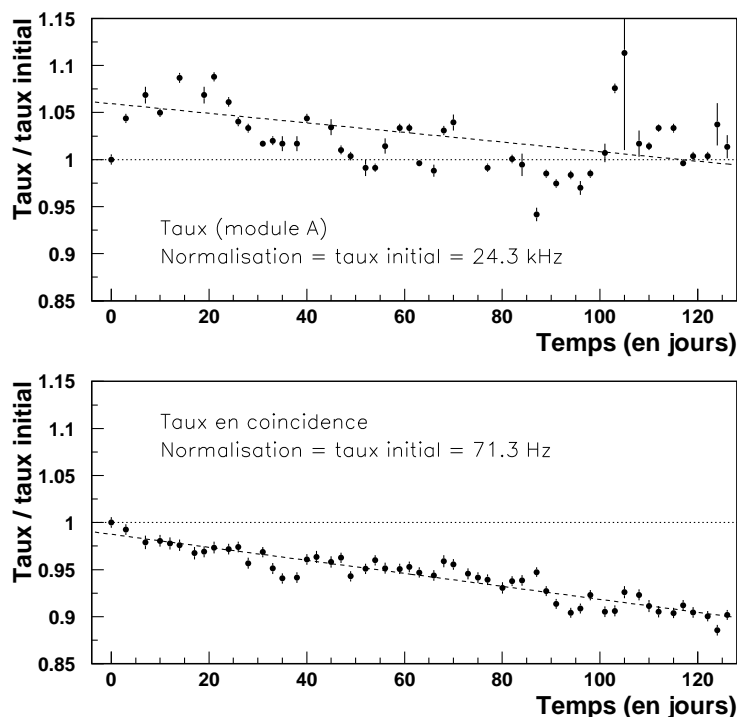 Taux / taux initial
1.15
1.1
1.05
1
0.95
0.9
0.85
Taux (module A)
Normalisation = taux initial = 24.3 kHz
0 20 40 60 80 100 120
Temps (en jours)
Taux / taux initial
1.15
1.1
1.05
1
0.95
0.9
0.85
Taux en coincidence
Normalisation = taux initial = 71.3 Hz
0 20 40 60 80 100 120
Temps (en jours)